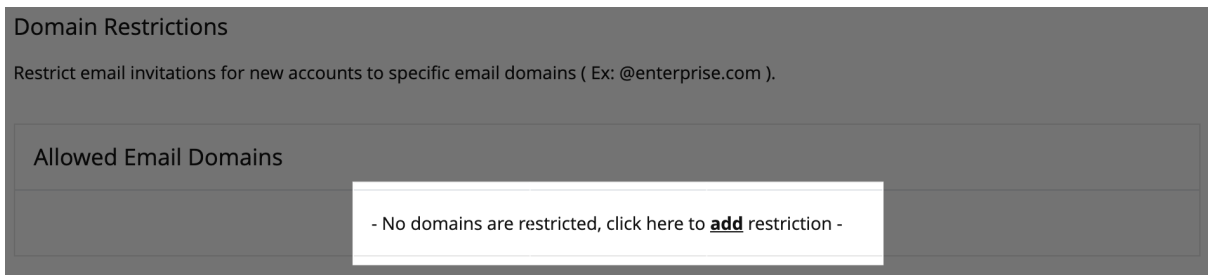 Domain Restrictions
Restrict email invitations for new accounts to specific email domains ( Ex: @enterprise.com ).
Allowed Email Domains
- No domains are restricted, click here to add restriction -